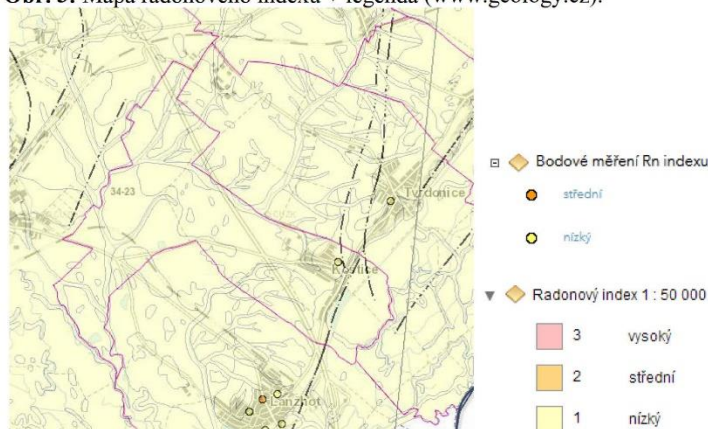 Obr. 3: Mapa radonového indexu + legenda (www.geology.cz).
34-23
Tvrdonice
Kostice
Lanžhot
Bodové měření Rn indexu
střední
nízký
Radonový index 1 : 50 000
3 vysoký
2 střední
1 nízký